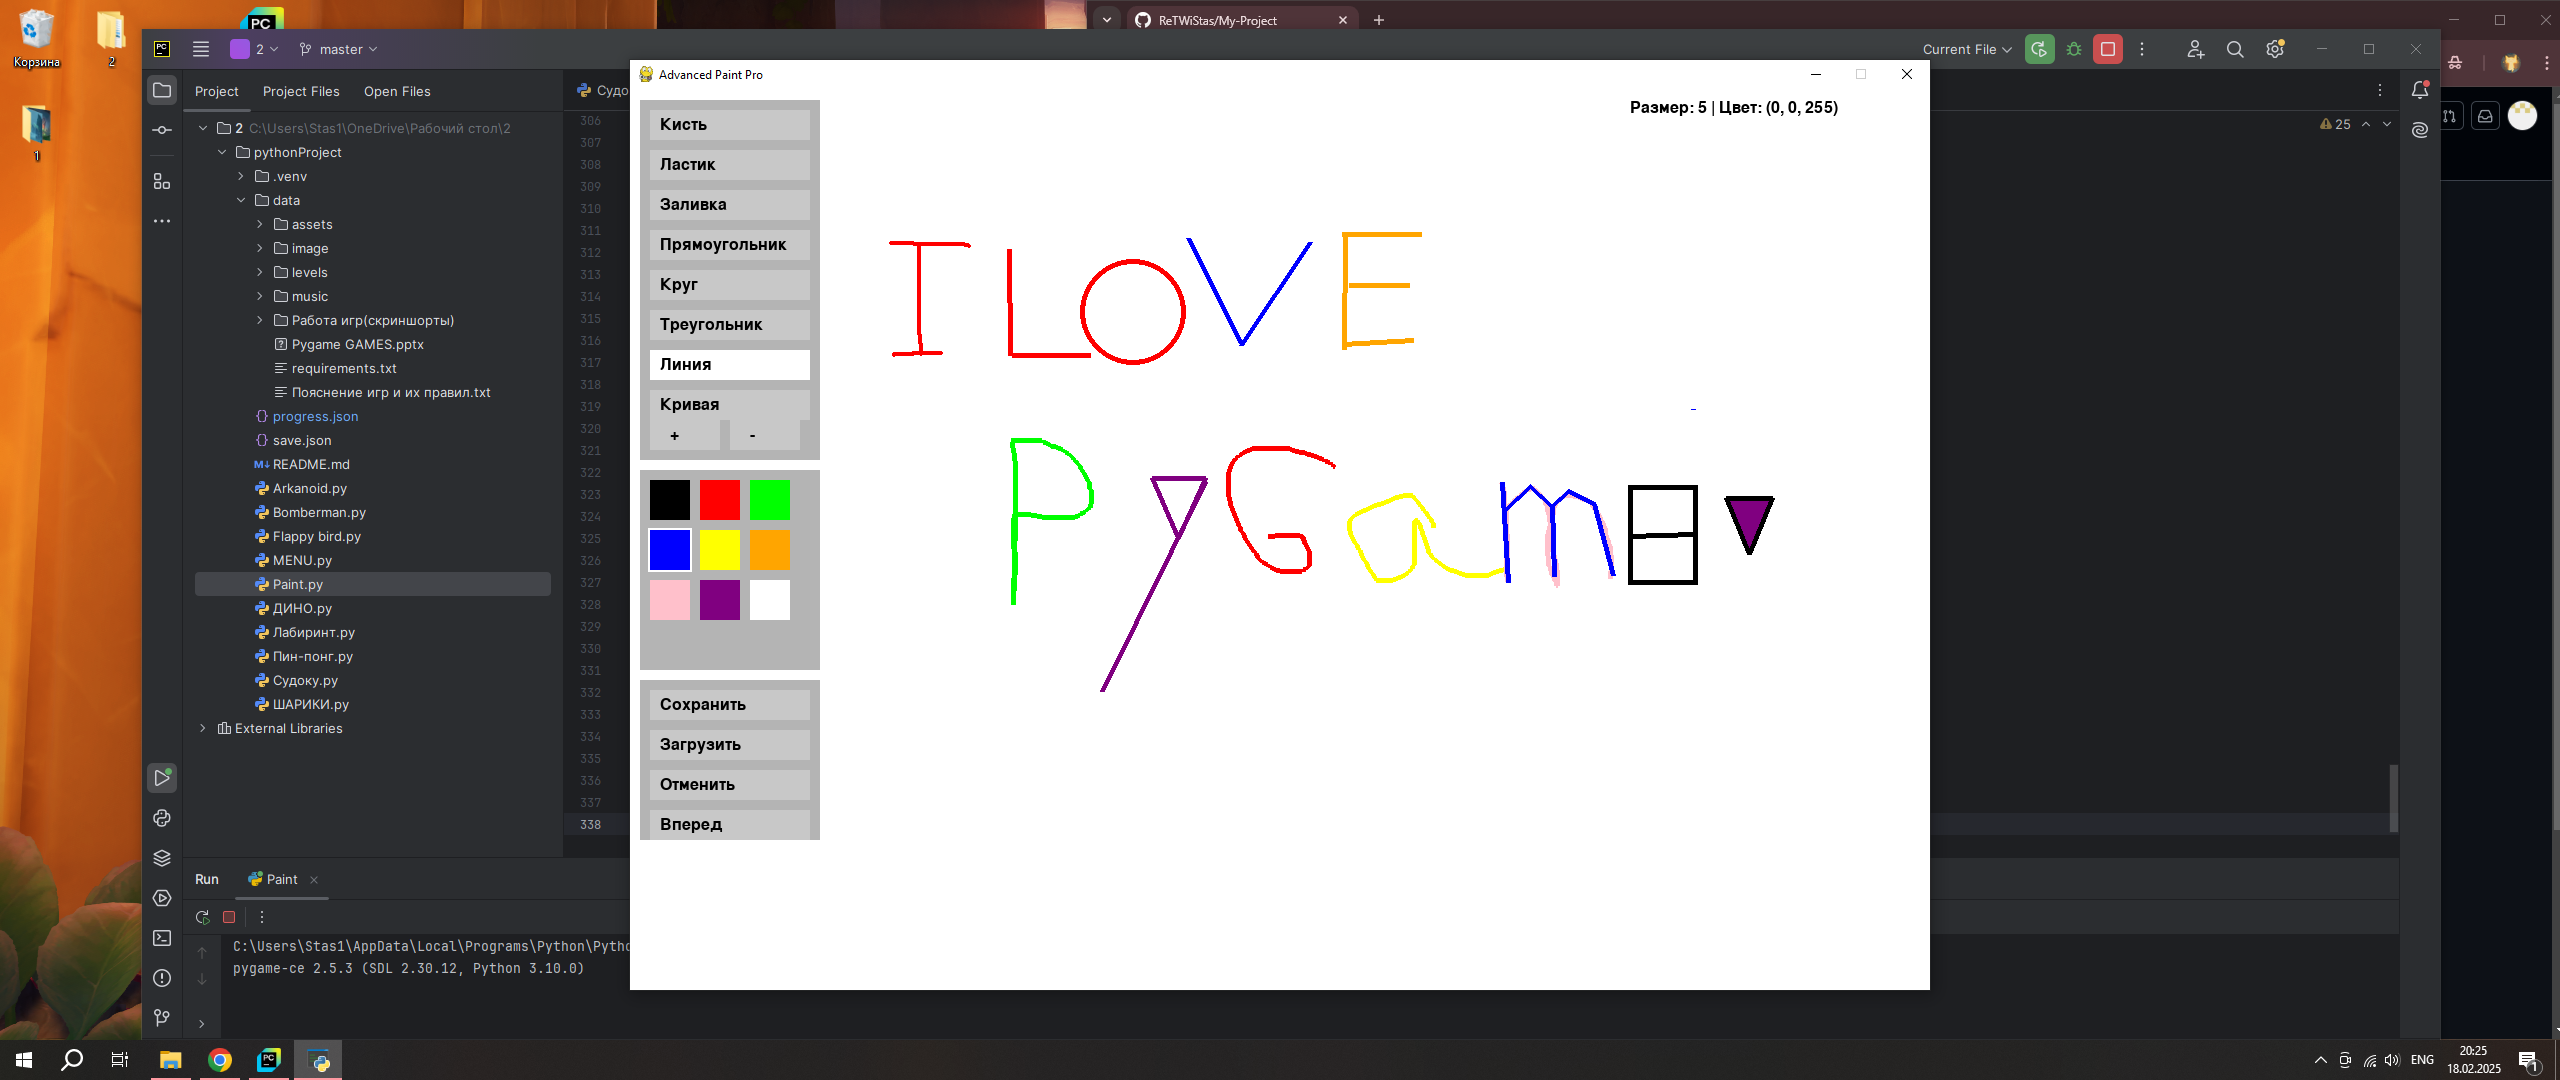 ReTWiStas/My-Project
Корзина
2
1
2
master
Current File
Project
Project Files
Open Files
2 C:\Users\Stas1\OneDrive\Рабочий стол\2
pythonProject
.venv
data
assets
image
levels
music
Работа игр(скриншорты)
Pygame GAMES.pptx
requirements.txt
Пояснение игр и их правил.txt
progress.json
save.json
README.md
Arkanoid.py
Bomberman.py
Flappy bird.py
MENU.py
Paint.py
ДИНО.py
Лабиринт.py
Пин-понг.py
Судоку.py
ШАРИКИ.py
External Libraries
Судо
306
307
308
309
310
311
312
313
314
315
316
317
318
319
320
321
322
323
324
325
326
327
328
329
330
331
332
333
334
335
336
337
338
25
Advanced Paint Pro
Размер: 5 | Цвет: (0, 0, 255)
Кисть
Ластик
Заливка
Прямоугольник
Круг
Треугольник
Линия
Кривая
+ -
Сохранить
Загрузить
Отменить
Вперед
I LOVE
PyGame
Run
Paint
C:\Users\Stas1\AppData\Local\Programs\Python\Pytho
pygame-ce 2.5.3 (SDL 2.30.12, Python 3.10.0)
ENG
20:25
18.02.2025
1